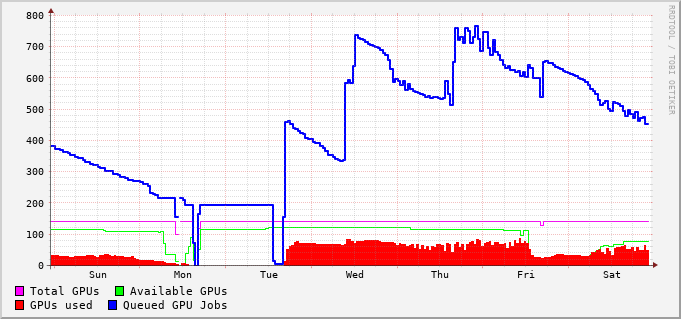 800
700
600
500
400
300
200
100
0
Sun Mon Tue Wed Thu Fri Sat
Total GPUs Available GPUs
GPUs used Queued GPU Jobs
RRDTOOL / TOBI OETIKER